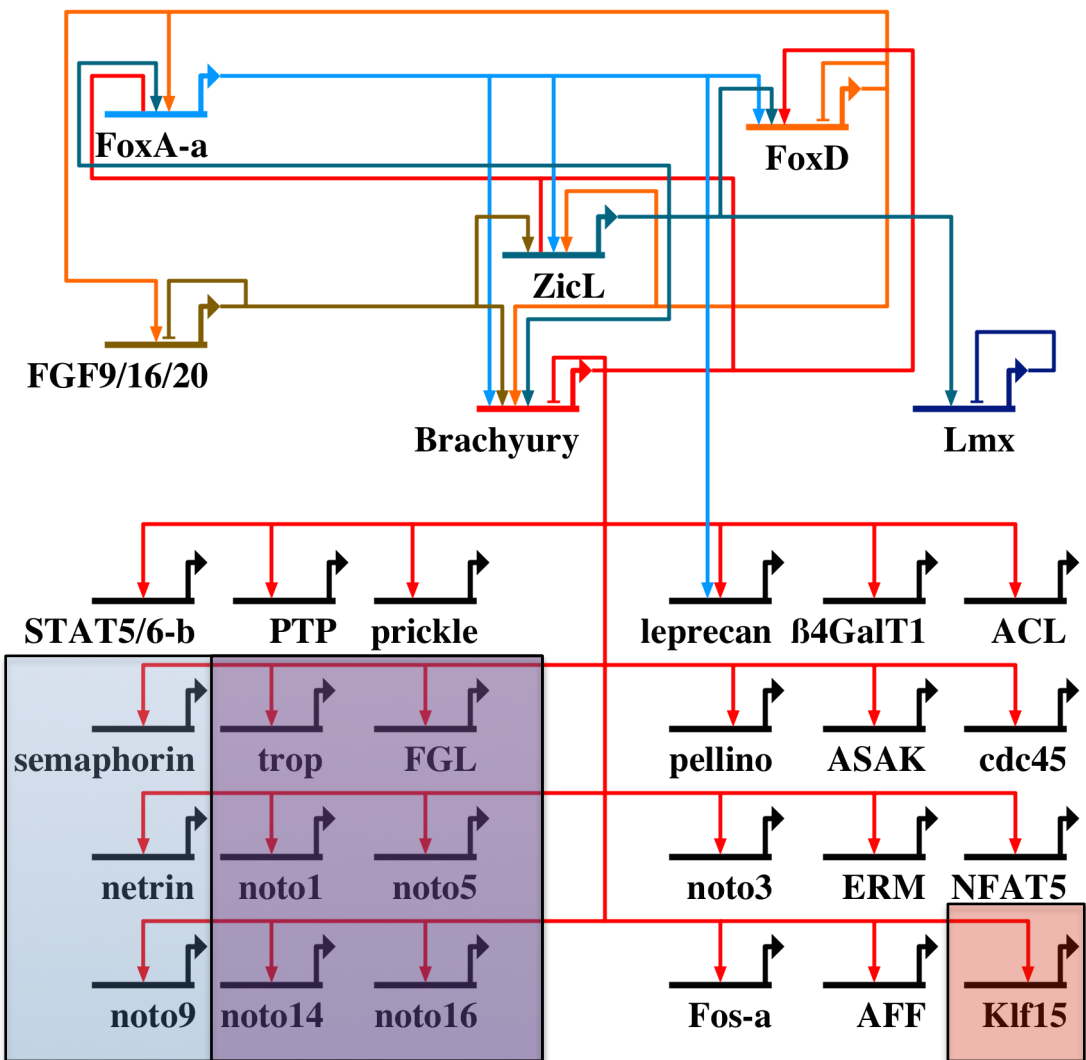 FoxA-a
FoxD
ZicL
FGF9/16/20
Brachyury
Lmx
STAT5/6-b PTP prickle leprecan ß4GalT1 ACL
semaphorin trop FGL pellino ASAK cdc45
netrin noto1 noto5 noto3 ERM NFAT5
noto9 noto14 noto16 Fos-a AFF Klf15